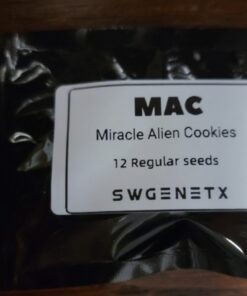 MAC
Miracle Alien Cookies
12 Regular seeds
SWGENETX